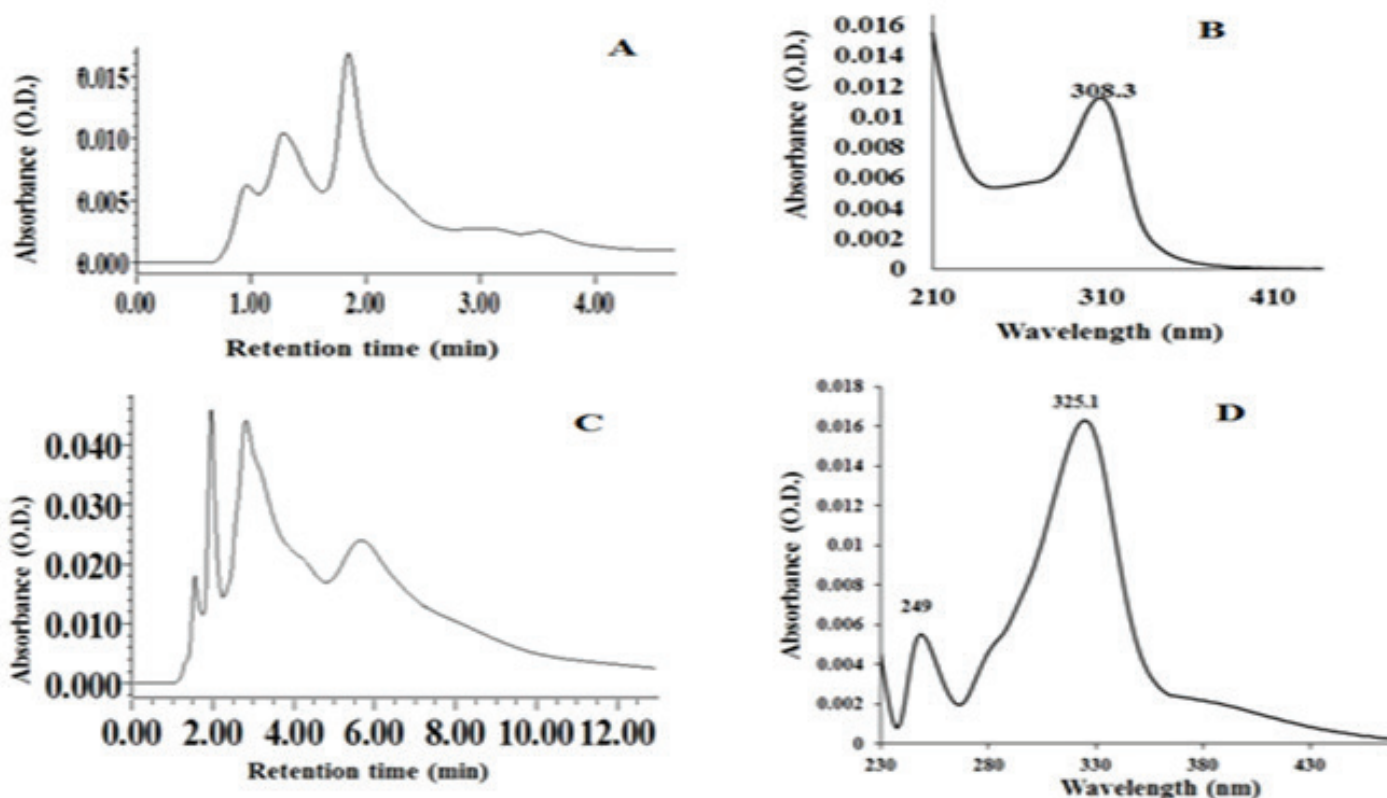 A
Absorbance (O.D.)
0.015
0.010
0.005
0.000
0.00 1.00 2.00 3.00 4.00
Retention time (min)
B
Absorbance (O.D.)
0.016
0.014
0.012
0.01
0.008
0.006
0.004
0.002
0
308.3
210 310 410
Wavelength (nm)
C
Absorbance (O.D.)
0.040
0.030
0.020
0.010
0.000
0.00 2.00 4.00 6.00 8.00 10.00 12.00
Retention time (min)
D
Absorbance (O.D.)
0.018
0.016
0.014
0.012
0.01
0.008
0.006
0.004
0.002
0
325.1
249
230 280 330 380 430
Wavelength (nm)